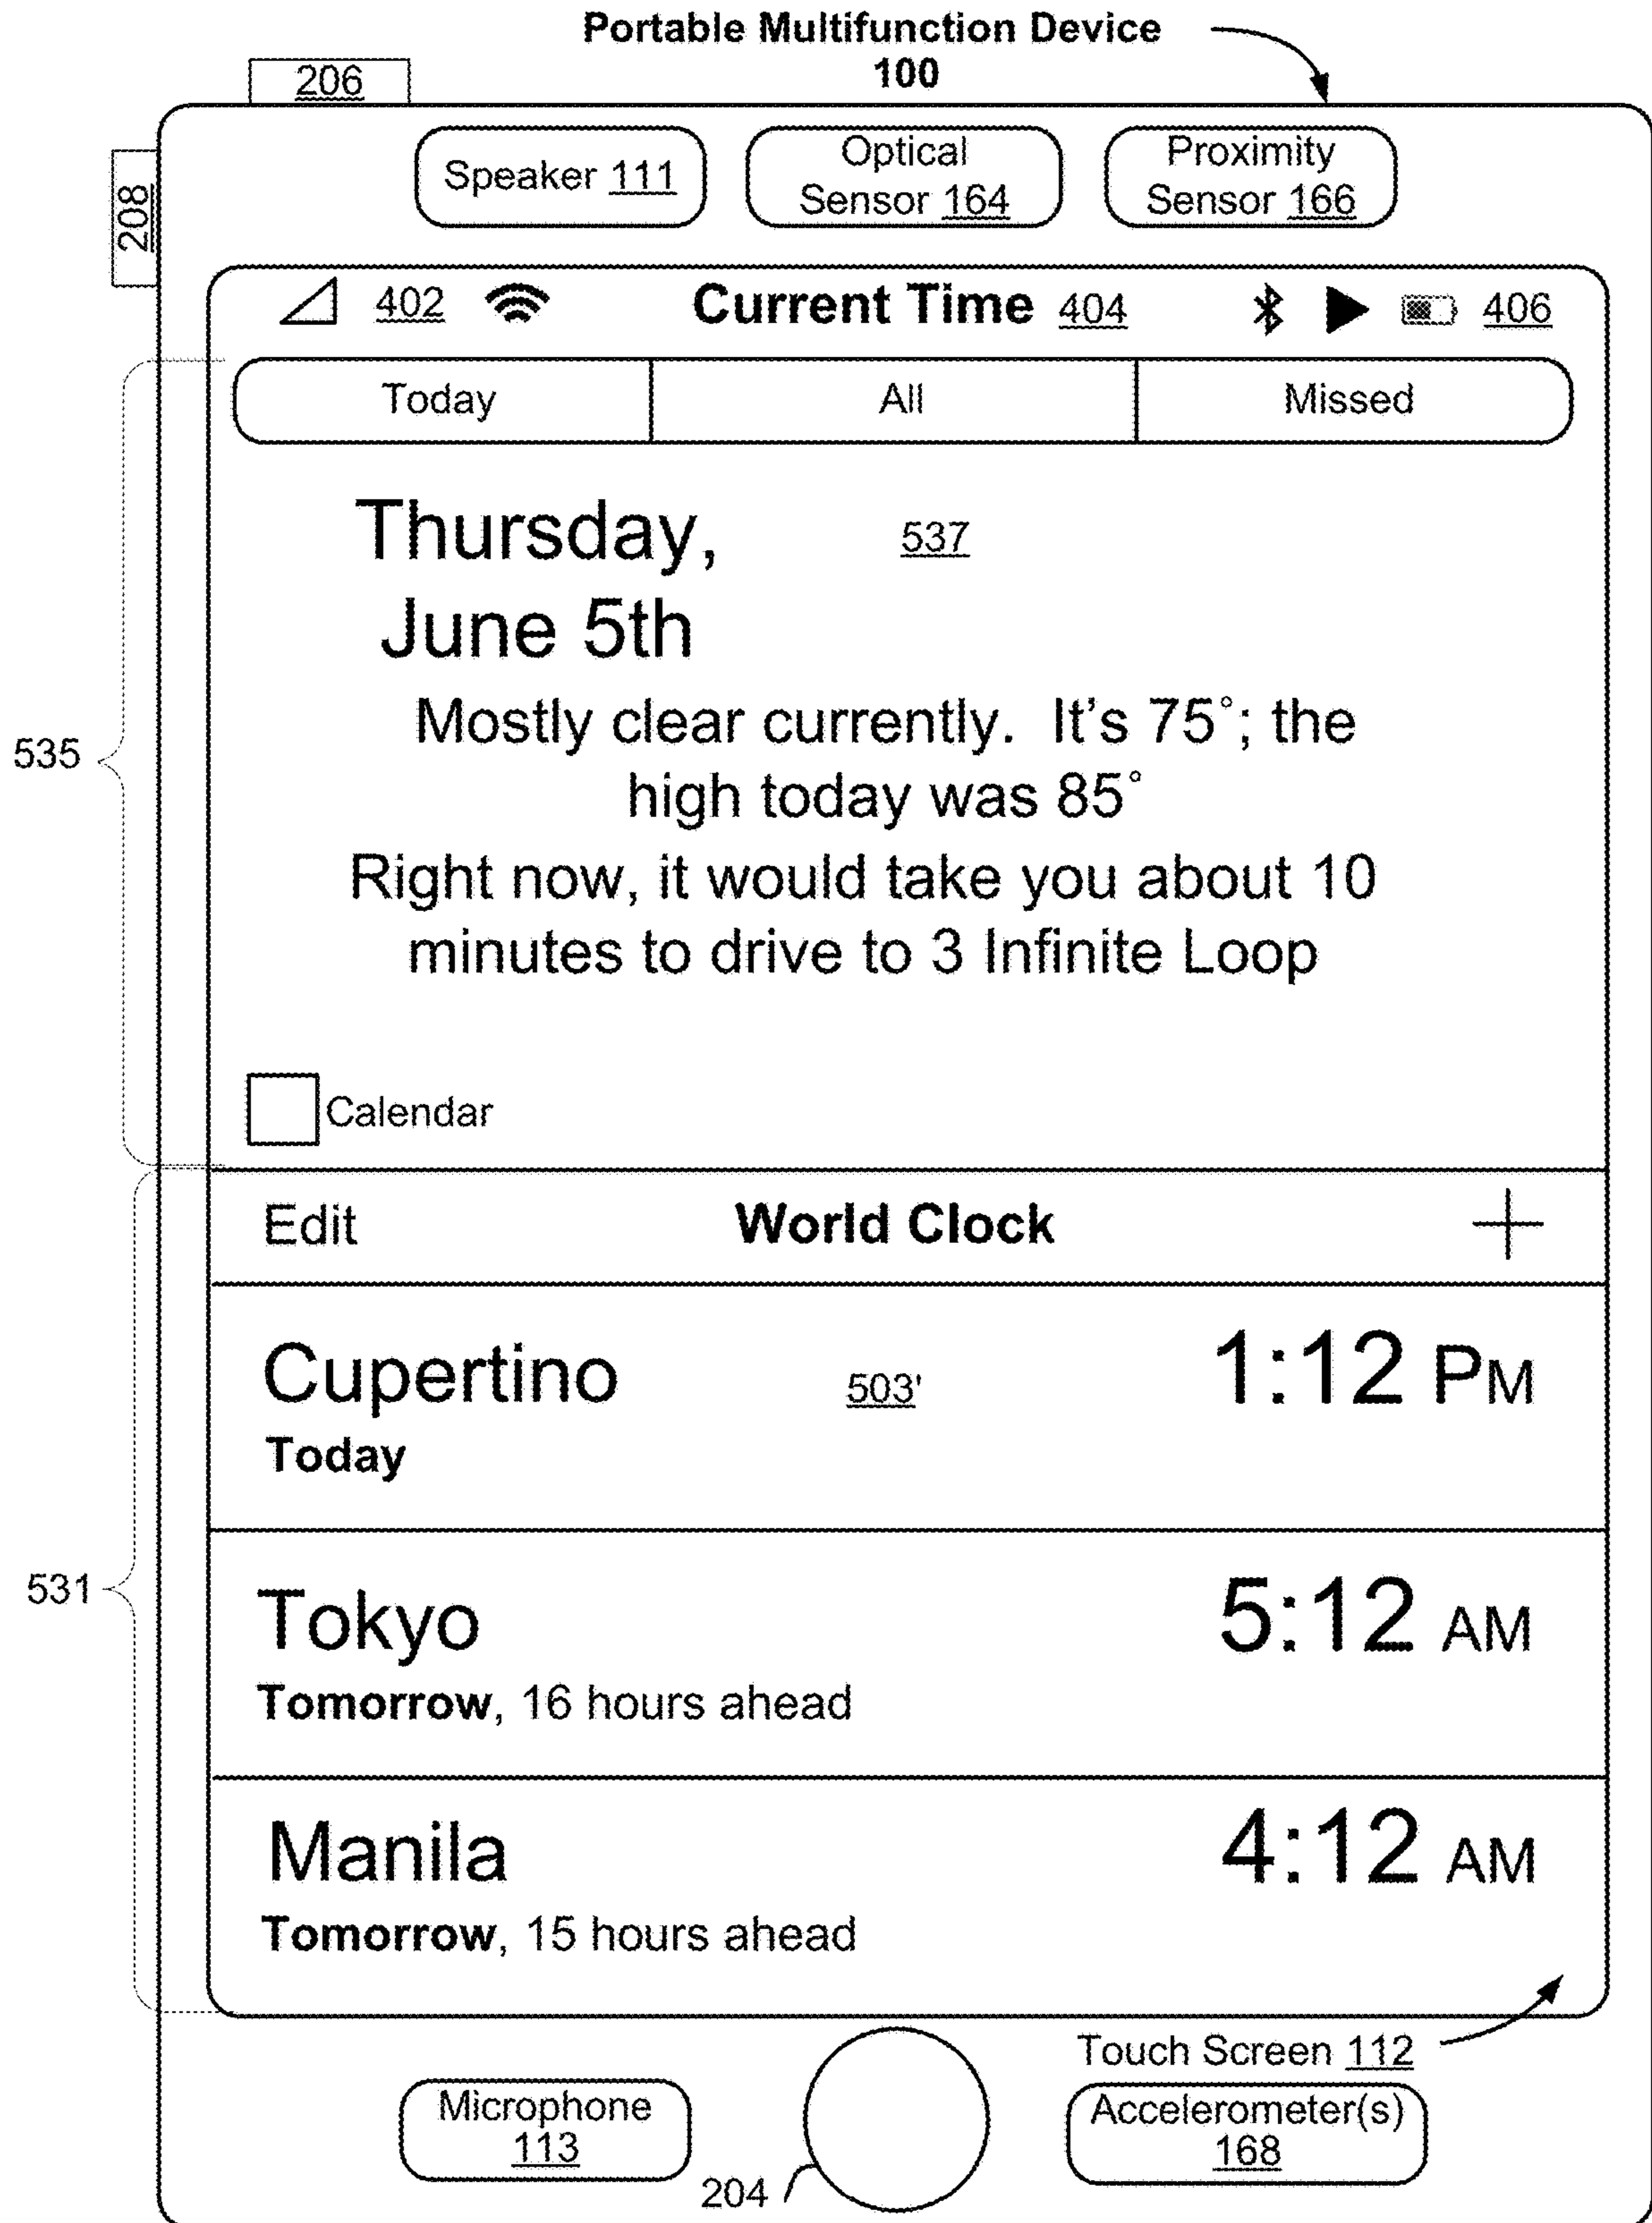 Portable Multifunction Device
100
206
208
Speaker 111
Optical
Sensor 164
Proximity
Sensor 166
402 Current Time 404 406
Today All Missed
Thursday, 537
June 5th
Mostly clear currently. It's 75°; the
high today was 85°
535
Right now, it would take you about 10
minutes to drive to 3 Infinite Loop
Calendar
Edit World Clock +
Cupertino 503' 1:12 PM
Today
531
Tokyo 5:12 AM
Tomorrow, 16 hours ahead
Manila 4:12 AM
Tomorrow, 15 hours ahead
Touch Screen 112
Microphone
113
204
Accelerometer(s)
168